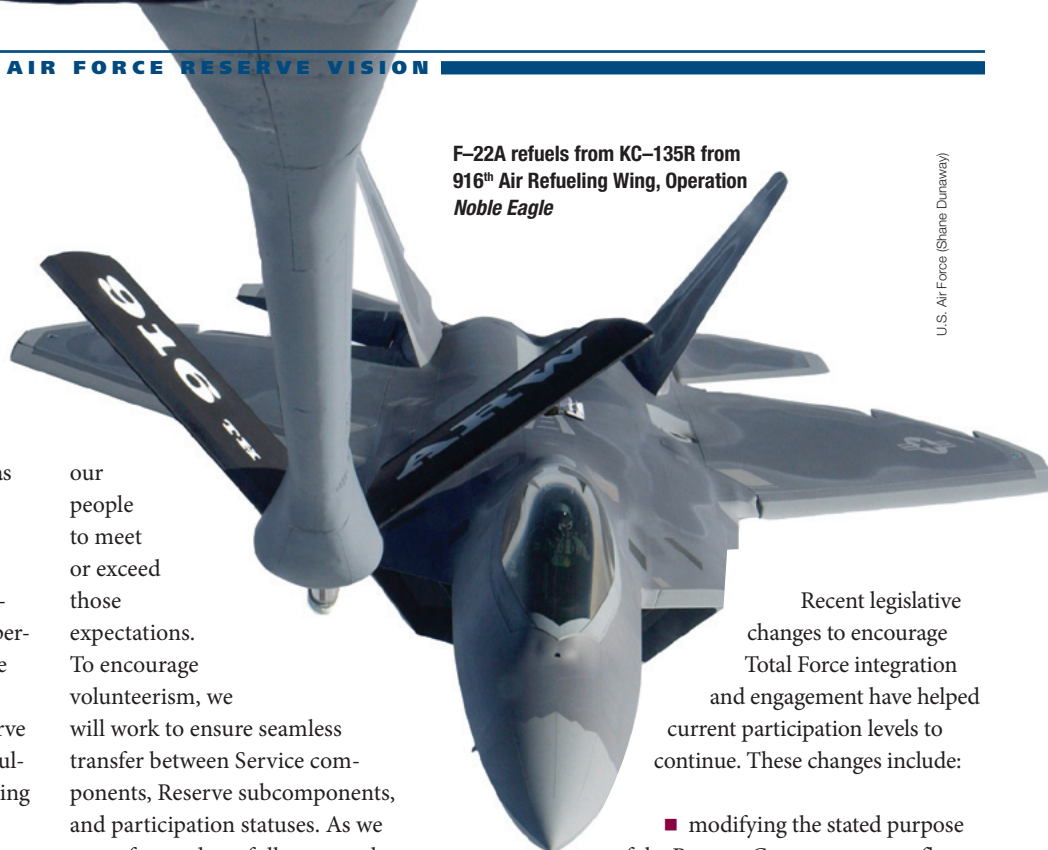 AIR FORCE RESERVE VISION
F–22A refuels from KC–135R from
916th Air Refueling Wing, Operation
Noble Eagle
U.S. Air Force (Shane Dunaway)
916 TH
ARW
our
people
to meet
or exceed
those
expectations.
To encourage
volunteerism, we
will work to ensure seamless
transfer between Service com-
ponents, Reserve subcomponents,
and participation statuses. As we
Recent legislative
changes to encourage
Total Force integration
and engagement have helped
current participation levels to
continue. These changes include:
■ modifying the stated purpose